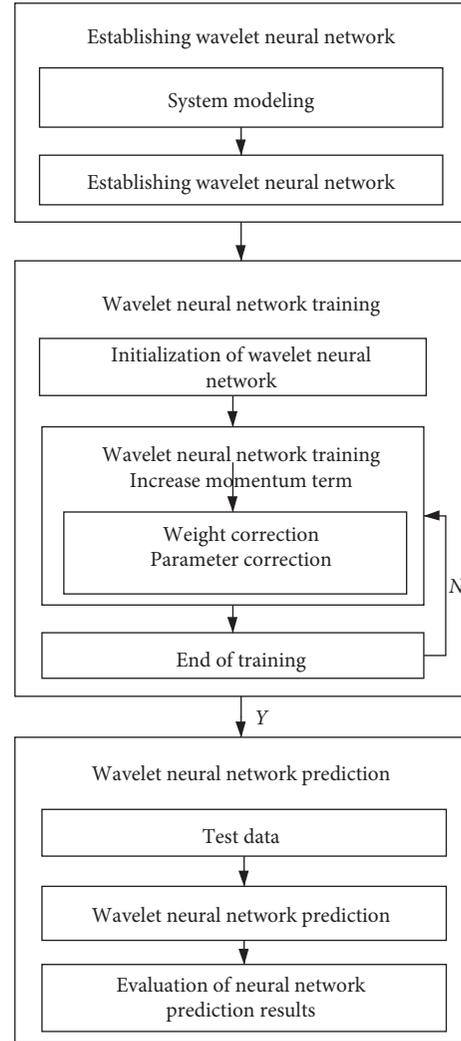 Establishing wavelet neural network
System modeling
Establishing wavelet neural network
Wavelet neural network training
Initialization of wavelet neural
network
Wavelet neural network training
Increase momentum term
Weight correction
Parameter correction
N
End of training
Y
Wavelet neural network prediction
Test data
Wavelet neural network prediction
Evaluation of neural network
prediction results